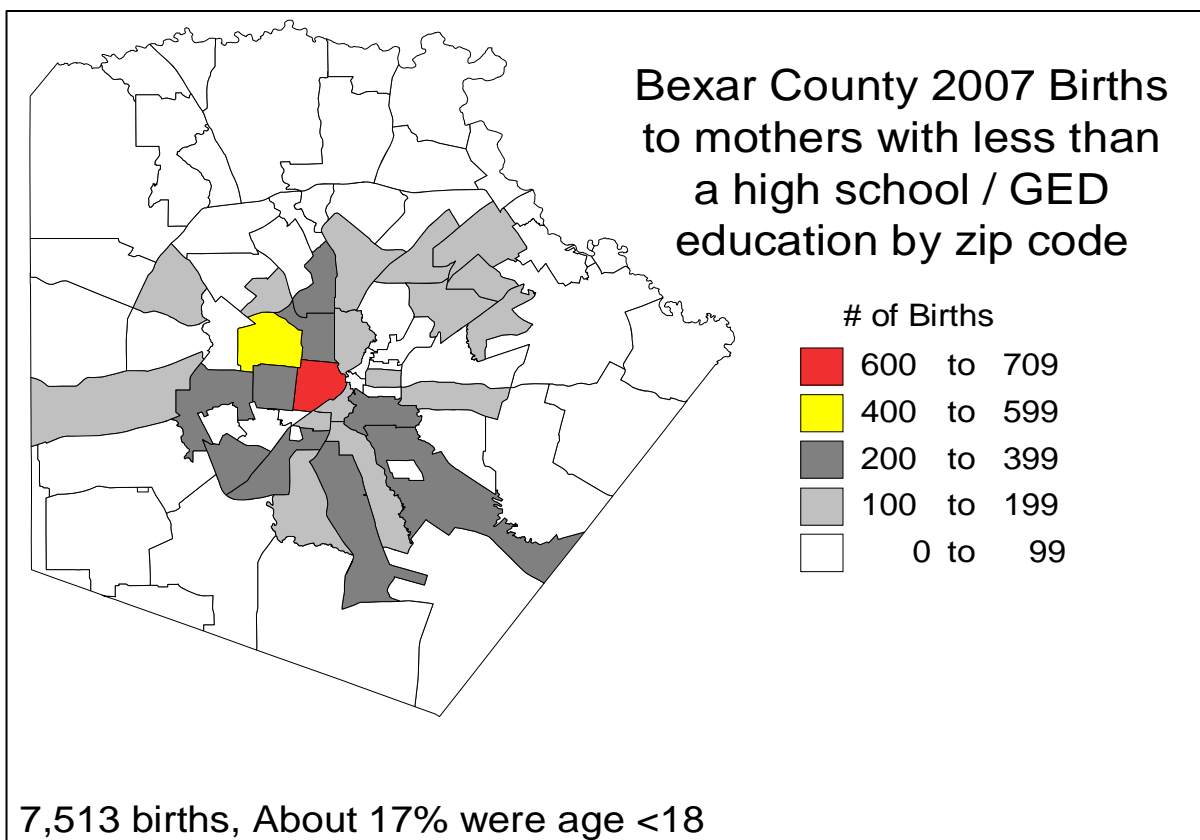 Bexar County 2007 Births
to mothers with less than
a high school / GED
education by zip code
# of Births
600 to 709
400 to 599
200 to 399
100 to 199
0 to 99
7,513 births, About 17% were age <18